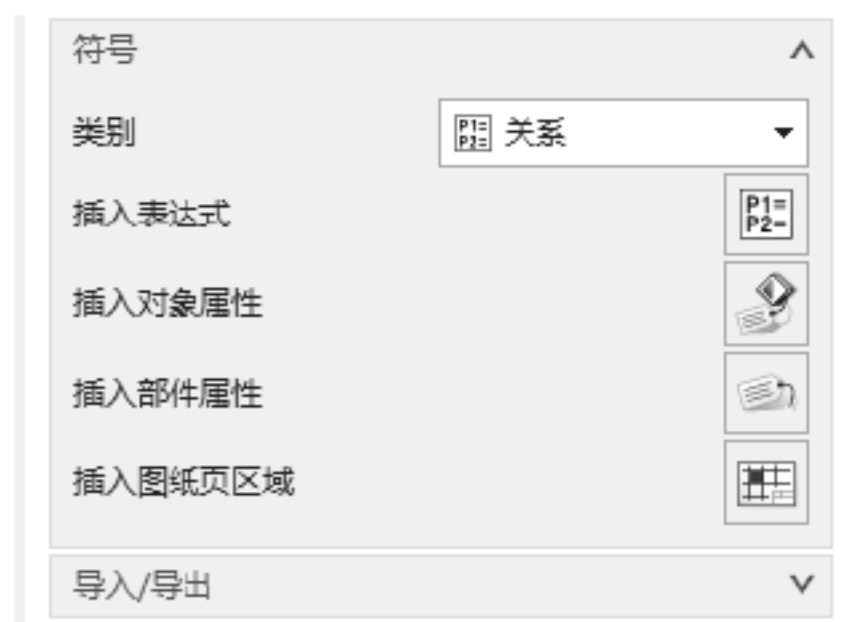 符号
类别 P1= P2= 关系
插入表达式 P1= P2=
插入对象属性
插入部件属性
插入图纸页区域
导入/导出